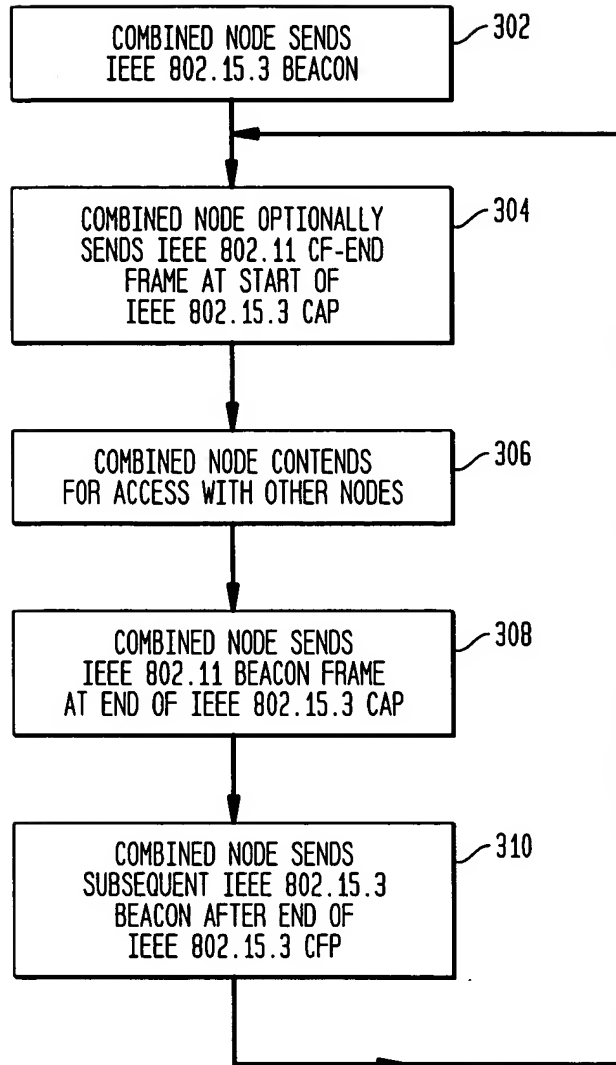 COMBINED NODE SENDS
IEEE 802.15.3 BEACON
302
COMBINED NODE OPTIONALLY
SENDS IEEE 802.11 CF-END
FRAME AT START OF
IEEE 802.15.3 CAP
304
COMBINED NODE CONTENDS
FOR ACCESS WITH OTHER NODES
306
COMBINED NODE SENDS
IEEE 802.11 BEACON FRAME
AT END OF IEEE 802.15.3 CAP
308
COMBINED NODE SENDS
SUBSEQUENT IEEE 802.15.3
BEACON AFTER END OF
IEEE 802.15.3 CFP
310